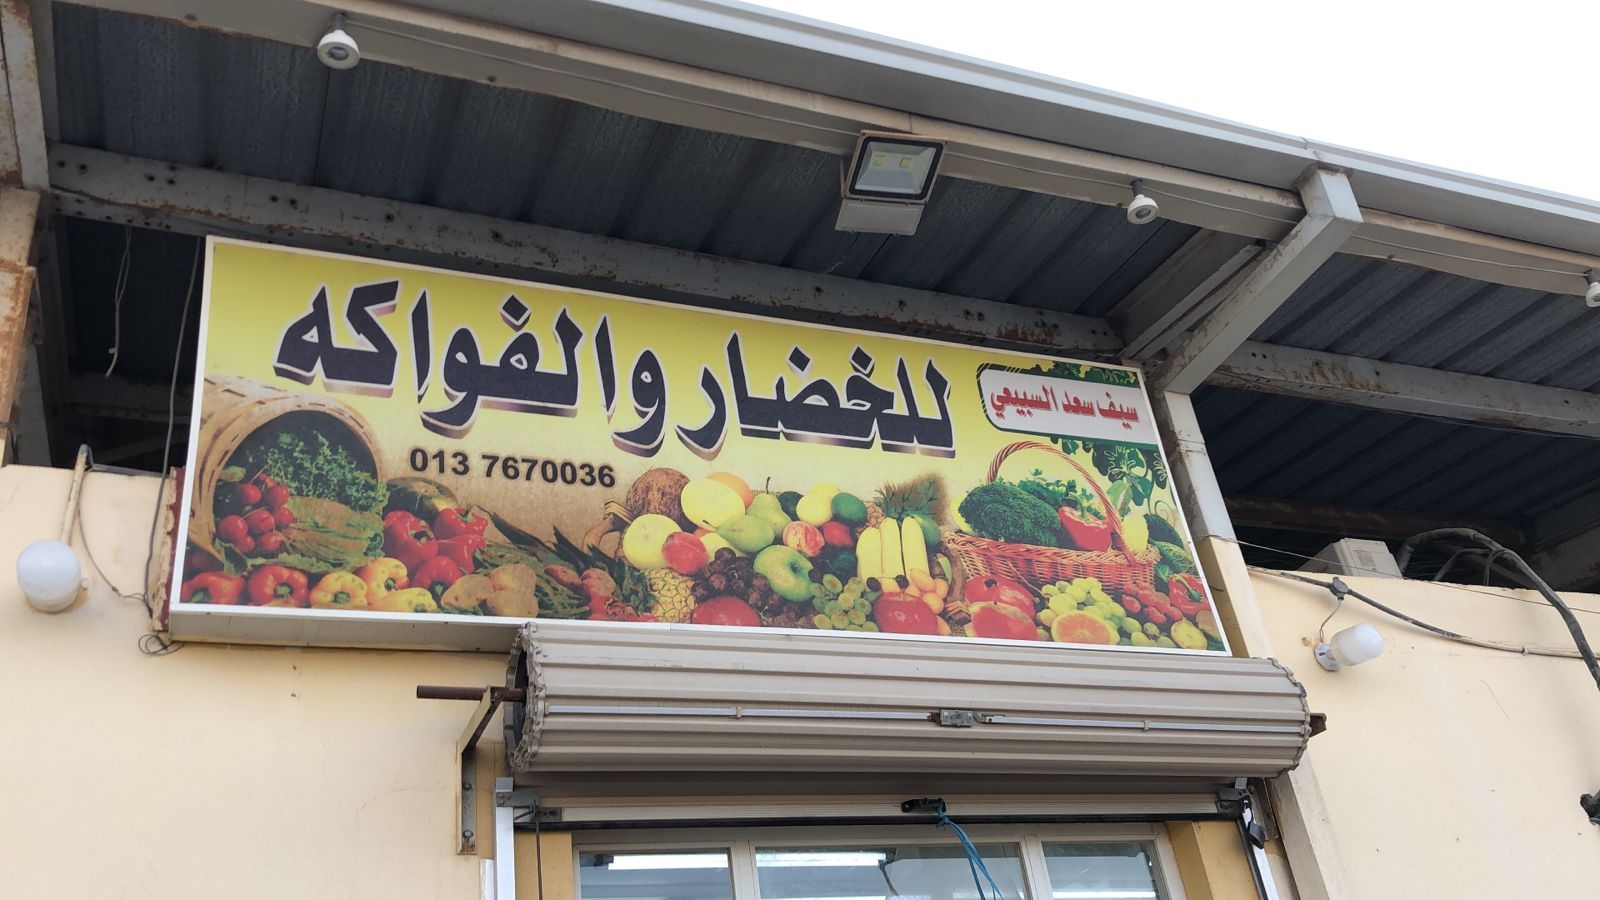 سيف سعد السبيعي
للخضار والفواكه
013 7670036